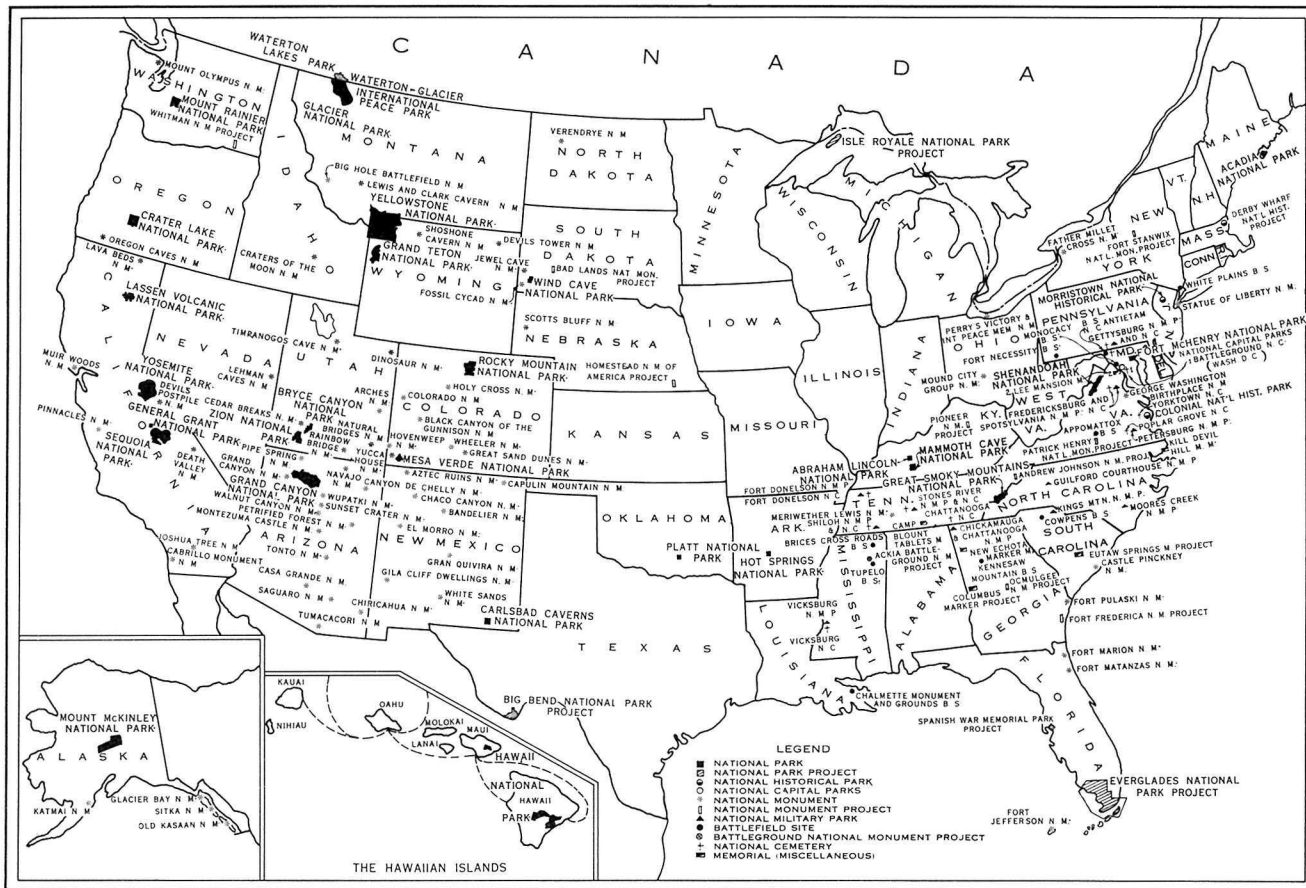 CANADA
WATERTON
LAKES PARK
WATERTON-GLACIER
INTERNATIONAL
PEACE PARK
GLACIER
NATIONAL PARK
MOUNT OLYMPUS N M
WASHINGTON
MOUNT RAINIER
NATIONAL PARK
WHITMAN N M PROJECT
IDAHO
MONTANA
BIG HOLE BATTLEFIELD N M
LEWIS AND CLARK CAVERN N M
YELLOWSTONE
NATIONAL PARK
OREGON
CRATER LAKE
NATIONAL PARK
OREGON CAVES N M
LAVA BEDS
N M
CRATERS OF THE
MOON N M
SHOSHONE
CAVERN N M
DEVILS TOWER N M
GRAND TETON
NATIONAL PARK
JEWEL CAVE
N M
WYOMING
FOSSIL CYCAD N M
VERENDRYE N M
NORTH
DAKOTA
SOUTH
DAKOTA
BAD LANDS NAT MON.
PROJECT
WIND CAVE
NATIONAL PARK
SCOTTS BLUFF N M
NEBRASKA
HOMESTEAD N M OF
AMERICA PROJECT
MINNESOTA
WISCONSIN
MICHIGAN
ISLE ROYALE NATIONAL PARK
PROJECT
IOWA
ILLINOIS
INDIANA
OHIO
MISSOURI
KANSAS
MAINE
ACADIA
NATIONAL PARK
VT.
N H
NEW
YORK
MASS
CONN
R I
DERBY WHARF
NAT'L HIST.
PROJECT
FATHER MILLET
CROSS N. M.
FORT STANWIX
NAT'L MON. PROJECT
WHITE PLAINS B S
STATUE OF LIBERTY N. M.
MORRISTOWN NATIONAL
HISTORICAL PARK
PENNSYLVANIA
PERRY'S VICTORY &
INT PEACE MEM N M
MONOCACY B S
ANTIETAM
N C
GETTYSBURG N. M. P
AND N C
FORT NECESSITY
B S
FORT MCHENRY NATIONAL PARK
NATIONAL CAPITAL PARKS
BATTLEGROUND N C
(WASH D C)
MD
MOUND CITY
GROUP N. M.
SHENANDOAH
NATIONAL PARK
LEE MANSION M
WEST
VA.
VA.
GEORGE WASHINGTON
BIRTHPLACE N M
YORKTOWN N. C
COLONIAL NAT'L HIST. PARK
POPLAR GROVE N C
PETERSBURG N. M. P.
FREDERICKSBURG AND
SPOTSYLVANIA N. M. P. N C
APPOMATTOX
B S
PATRICK HENRY
NAT'L MON. PROJECT
KILL DEVIL
HILL M. M.
PIONEER
N M
PROJECT
KY.
MAMMOTH CAVE
NATIONAL PARK
ABRAHAM LINCOLN
NATIONAL PARK
GREAT SMOKY MOUNTAINS
NATIONAL PARK
ANDREW JOHNSON N M. PROJECT
GUILFORD COURTHOUSE N. M. P
NORTH CAROLINA
FORT DONELSON N M P
FORT DONELSON N C
TENN.
MERIWETHER LEWIS N. M.
STONES RIVER
N M P & N C
SHILOH N M P
& N C
CAMP
BLOUNT
TABLETS M
CHATTANOOGA
N C
CHICKAMAUGA
CHATTANOOGA
N M P
KINGS MTN. N. M. P.
COWPENS B S
MOORES CREEK
N M P
SOUTH
CAROLINA
EUTAW SPRINGS M PROJECT
CASTLE PINCKNEY
N M.
BRICES CROSS ROADS
B S
ACKIA BATTLE-
GROUND N M
PROJECT
TUPELO
B S
NEW ECHOTA
MARKER M
KENNESAW
MOUNTAIN B S
OCMULGEE
N M PROJECT
COLUMBUS
MARKER PROJECT
GEORGIA
FORT PULASKI N M
FORT FREDERICA N M PROJECT
FORT MARION N M
FORT MATANZAS N M
ARK.
MISSISSIPPI
ALABAMA
VICKSBURG
N M P
VICKSBURG
N C
LOUISIANA
CHALMETTE MONUMENT
AND GROUNDS B S
FLORIDA
SPANISH WAR MEMORIAL PARK
PROJECT
EVERGLADES NATIONAL
PARK PROJECT
FORT
JEFFERSON N. M.
OKLAHOMA
PLATT NATIONAL
PARK
HOT SPRINGS
NATIONAL PARK
TEXAS
BIG BEND NATIONAL PARK
PROJECT
LASSEN VOLCANIC
NATIONAL PARK
CALIFORNIA
NEVADA
UTAH
TIMPANOGOS CAVE N M
LEHMAN
CAVES N M
DINOSAUR N. M.
MUIR WOODS
N M
YOSEMITE
NATIONAL PARK
DEVILS
POSTPILE
N M
GENERAL GRANT
NATIONAL PARK
SEQUOIA
NATIONAL
PARK
PINNACLES N M
DEATH
VALLEY
N M
CEDAR BREAKS N M
BRYCE CANYON
NATIONAL
PARK
ARCHES
N M
ZION NATIONAL
PARK
NATURAL
BRIDGES N M
RAINBOW
BRIDGE
N M
YUCCA
HOUSE
N M
HOVENWEEP
N M
PIPE SPRING
N M
GRAND
CANYON N M
GRAND CANYON
NATIONAL PARK
NAVAJO
N M
CANYON DE CHELLY N M
ROCKY MOUNTAIN
NATIONAL PARK
HOLY CROSS N. M.
COLORADO N M
COLORADO
BLACK CANYON OF THE
GUNNISON N M
WHEELER N. M.
GREAT SAND DUNES N M
MESA VERDE NATIONAL PARK
AZTEC RUINS N M
CAPULIN MOUNTAIN N M
WUPATKI N M
SUNSET CRATER N. M.
WALNUT CANYON N. M.
PETRIFIED FOREST N M
MONTEZUMA CASTLE N M
ARIZONA
CHACO CANYON N. M.
BANDELIER N M
EL MORRO N M
NEW MEXICO
GRAN QUIVIRA N M
GILA CLIFF DWELLINGS N. M.
WHITE SANDS
N M
CARLSBAD CAVERNS
NATIONAL PARK
JOSHUA TREE N M
CABRILLO MONUMENT
N M
TONTO N M
CASA GRANDE N M
SAGUARO N M
CHIRICAHUA N M
TUMACACORI N M
MOUNT McKINLEY
NATIONAL PARK
ALASKA
KATMAI N M
GLACIER BAY N M
SITKA N M
OLD KASAAN N M
KAUAI
NIHIAU
OAHU
MOLOKAI
LANAI
MAUI
HAWAII
NATIONAL
PARK
HAWAII
THE HAWAIIAN ISLANDS
LEGEND
NATIONAL PARK
NATIONAL PARK PROJECT
NATIONAL HISTORICAL PARK
NATIONAL CAPITAL PARKS
NATIONAL MONUMENT
NATIONAL MONUMENT PROJECT
NATIONAL MILITARY PARK
BATTLEFIELD SITE
BATTLEGROUND NATIONAL MONUMENT PROJECT
NATIONAL CEMETERY
MEMORIAL (MISCELLANEOUS)